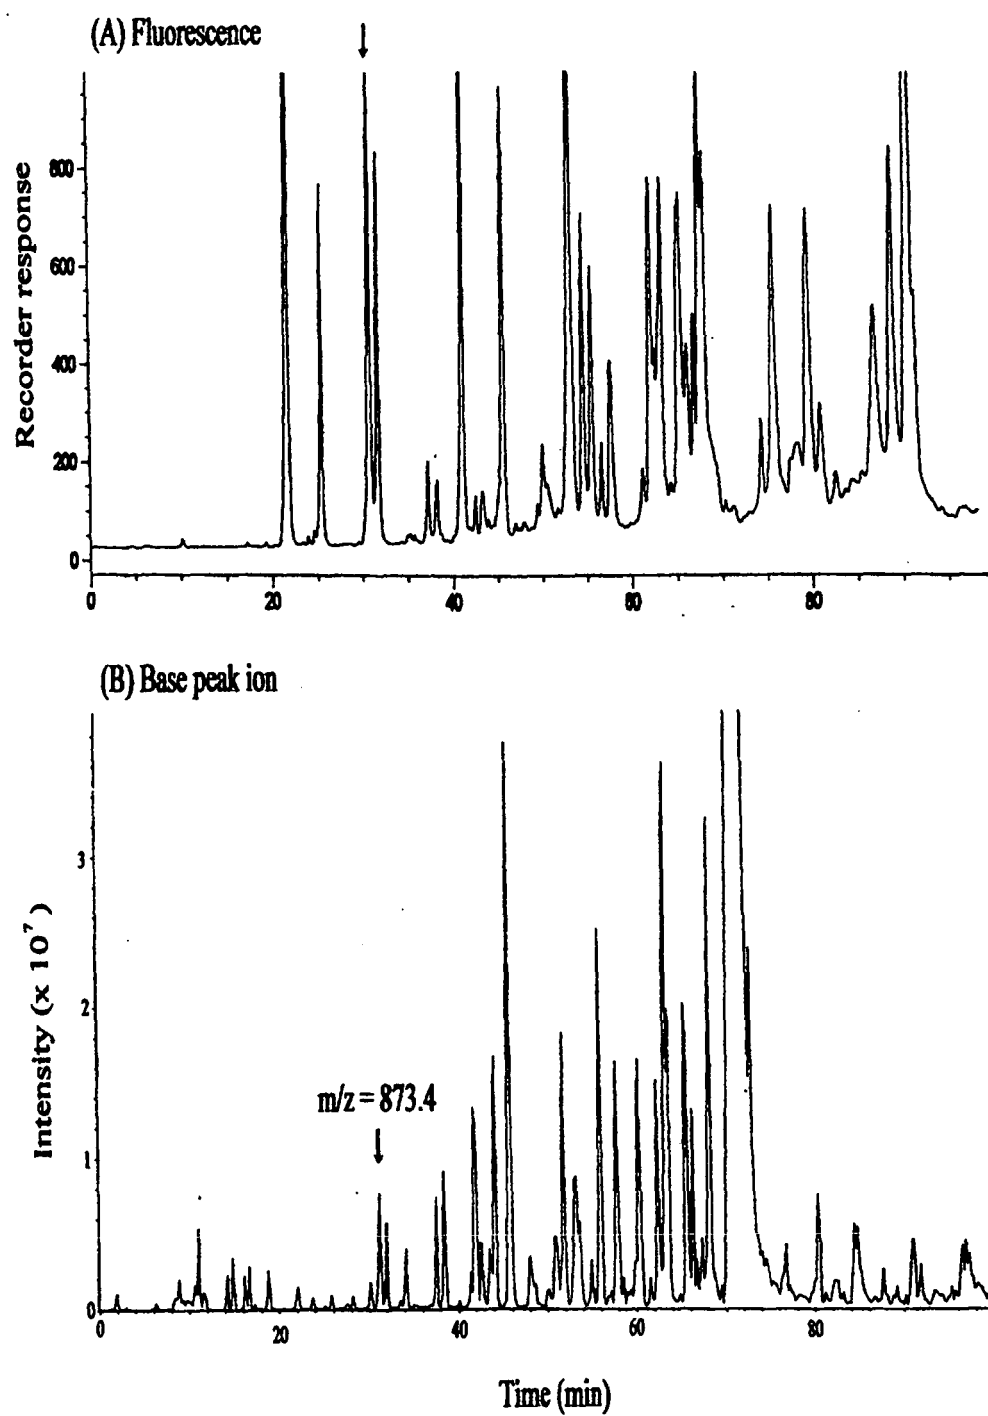 (A) Fluorescence
Recorder response
800
600
400
200
0
0 20 40 60 80
(B) Base peak ion
Intensity (x 10⁷)
3
2
1
0
m/z = 873.4
0 20 40 60 80
Time (min)